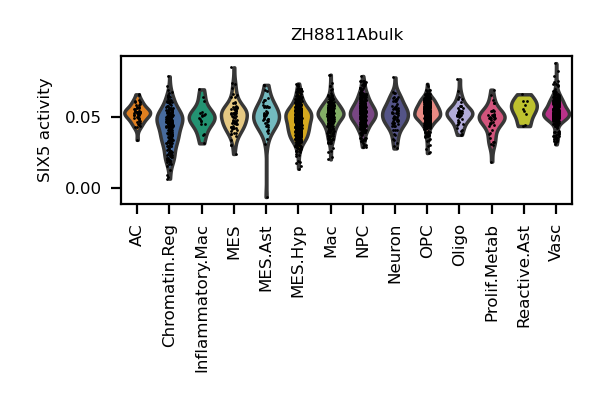 ZH8811Abulk
SIX5 activity
0.05
0.00
AC
Chromatin.Reg
Inflammatory.Mac
MES
MES.Ast
MES.Hyp
Mac
NPC
Neuron
OPC
Oligo
Prolif.Metab
Reactive.Ast
Vasc